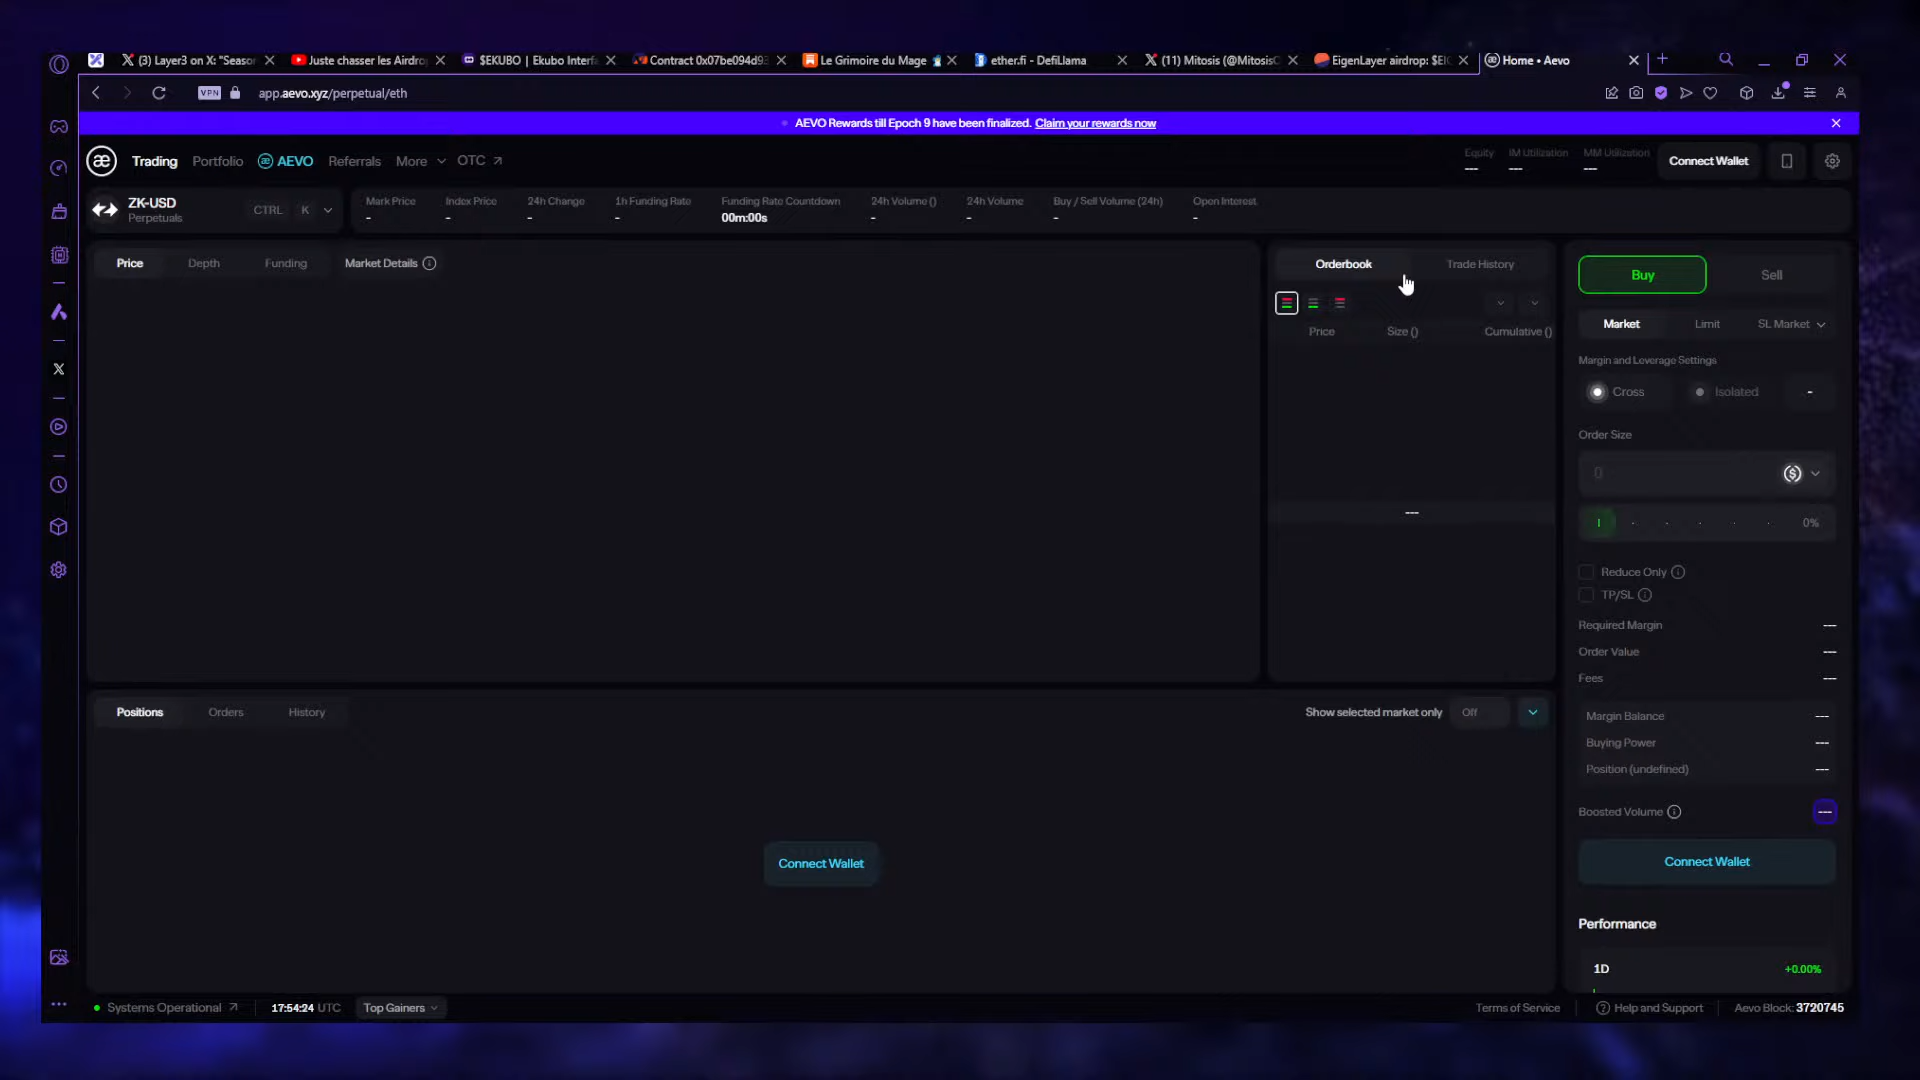 (3) Layer3 on X: "Seaso
Juste chasser les Airdro
$EKUBO | Ekubo Interf
Contract 0x07be094d93
Le Grimoire du Mage
ether.fi - DefiLlama
(11) Mitosis (@MitosisO
EigenLayer airdrop: $EIG
Home • Aevo
VPN
app.aevo.xyz/perpetual/eth
AEVO Rewards till Epoch 9 have been finalized. Claim your rewards now
æ
Trading
Portfolio
AEVO
Referrals
More
OTC
Equity
---
IM Utilization
---
MM Utilization
---
Connect Wallet
ZK-USD
Perpetuals
CTRL K
Mark Price
-
Index Price
-
24h Change
-
1h Funding Rate
-
Funding Rate Countdown
00m:00s
24h Volume ()
-
24h Volume
-
Buy / Sell Volume (24h)
-
Open Interest
-
Price
Depth
Funding
Market Details
Orderbook
Trade History
Price
Size ()
Cumulative ()
---
Buy
Sell
Market
Limit
SL Market
Margin and Leverage Settings
Cross
Isolated
-
Order Size
0
0%
Reduce Only
TP/SL
Required Margin ---
Order Value ---
Fees ---
Margin Balance ---
Buying Power ---
Position (undefined) ---
Boosted Volume ---
Connect Wallet
Performance
1D +0.00%
Positions
Orders
History
Show selected market only
Off
Connect Wallet
Systems Operational
17:54:24 UTC
Top Gainers
Terms of Service
Help and Support
Aevo Block: 3720745